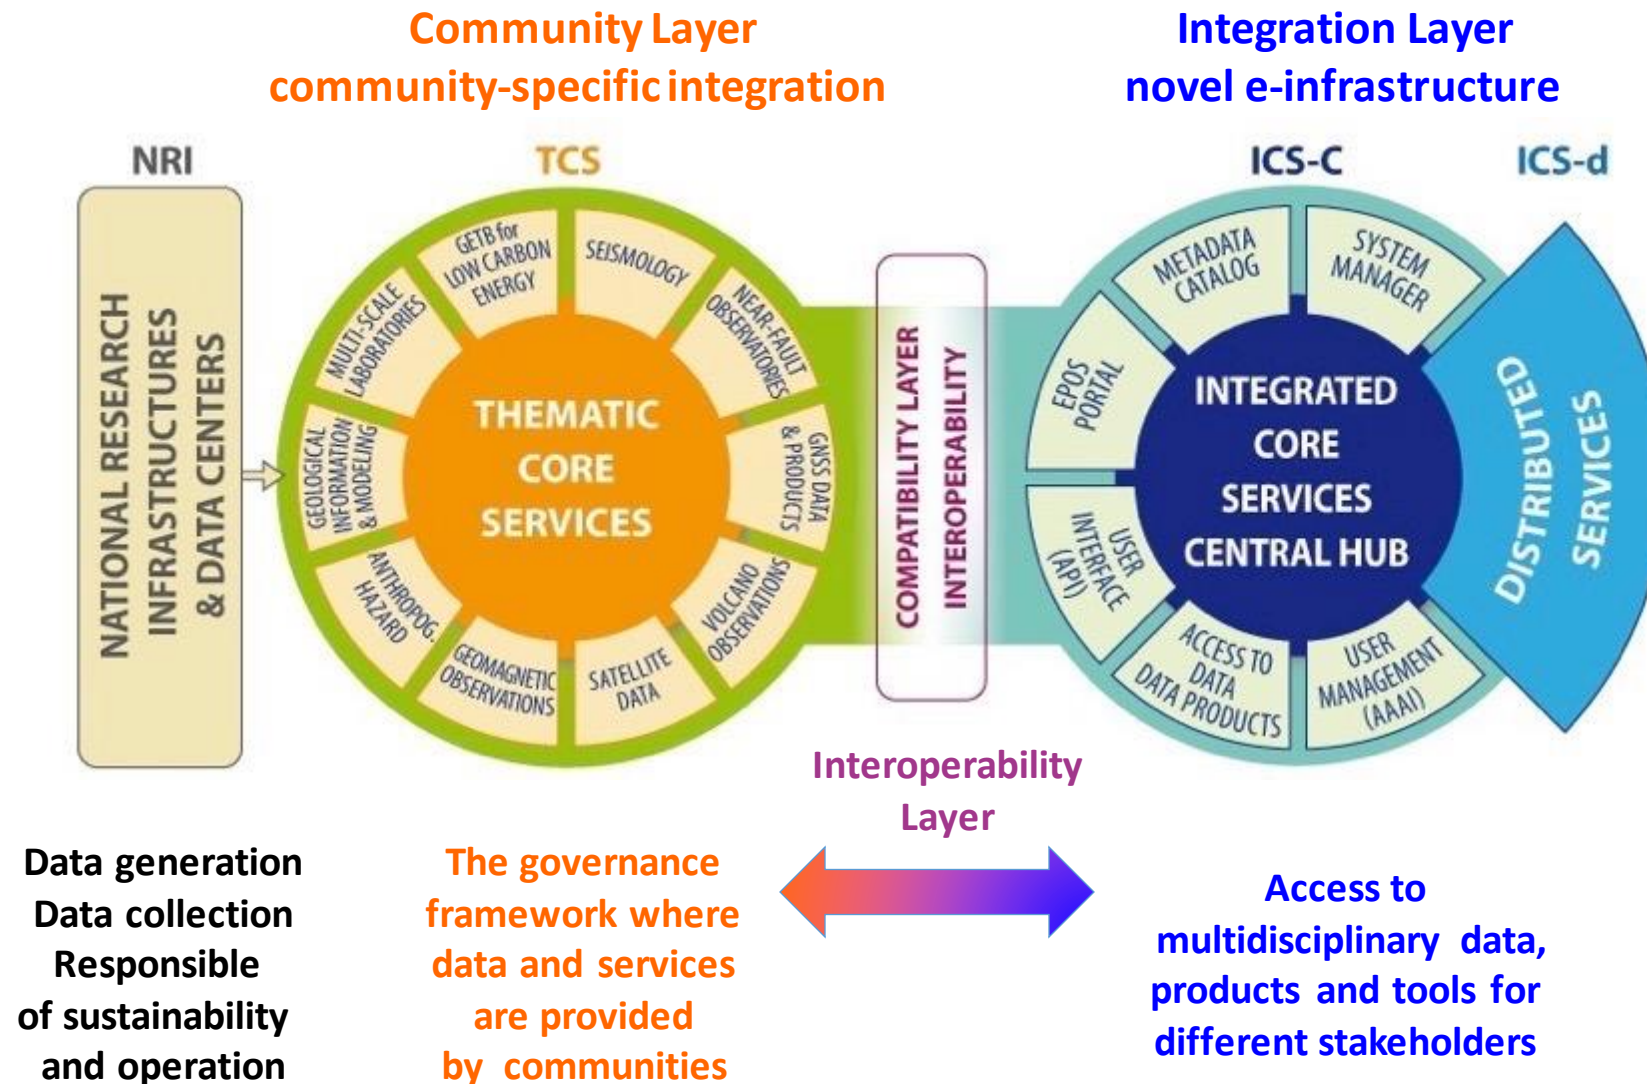 Community Layer
community-specific integration
Integration Layer
novel e-infrastructure
NRI
TCS
ICS-C
ICS-d
NATIONAL RESEARCH
INFRASTRUCTURES
& DATA CENTERS
THEMATIC
CORE
SERVICES
GETB for
LOW CARBON
ENERGY
SEISMOLOGY
NEAR-FAULT
OBSERVATORIES
GNSS DATA
& PRODUCTS
VOLCANO
OBSERVATIONS
SATELLITE
DATA
GEOMAGNETIC
OBSERVATIONS
ANTHROPOG.
HAZARD
GEOLOGICAL
INFORMATION
& MODELING
MULTI-SCALE
LABORATORIES
COMPATIBILITY LAYER
INTEROPERABILITY
INTEGRATED
CORE
SERVICES
CENTRAL HUB
METADATA
CATALOG
SYSTEM
MANAGER
EPOS
PORTAL
USER
INTERFACE
(API)
ACCESS TO
DATA
DATA PRODUCTS
USER
MANAGEMENT
(AAAI)
DISTRIBUTED
SERVICES
Interoperability
Layer
Data generation
Data collection
Responsible
of sustainability
and operation
The governance
framework where
data and services
are provided
by communities
Access to
multidisciplinary data,
products and tools for
different stakeholders